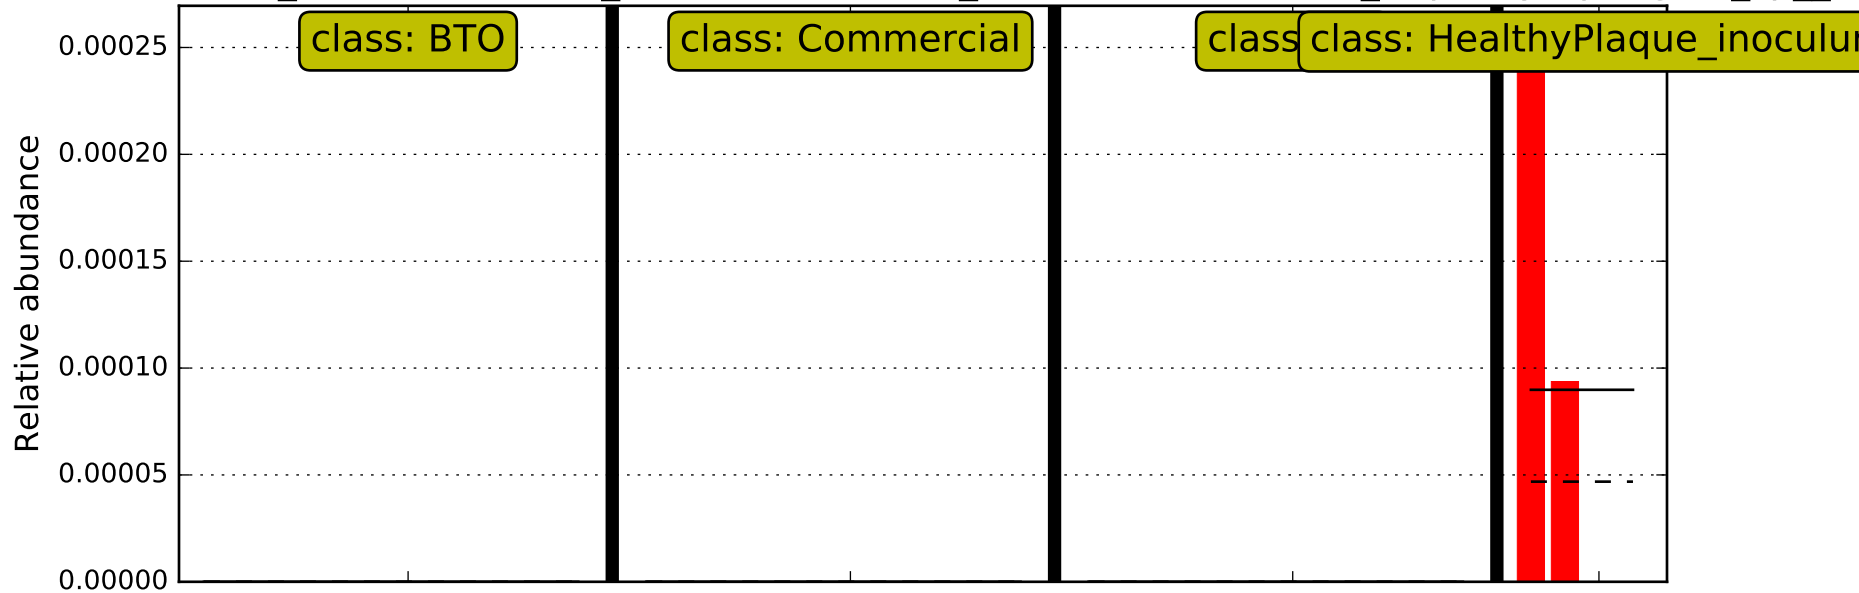 class: BTO
class: Commercial
class
class: HealthyPlaque_inoculu
Relative abundance
0.00025
0.00020
0.00015
0.00010
0.00005
0.00000